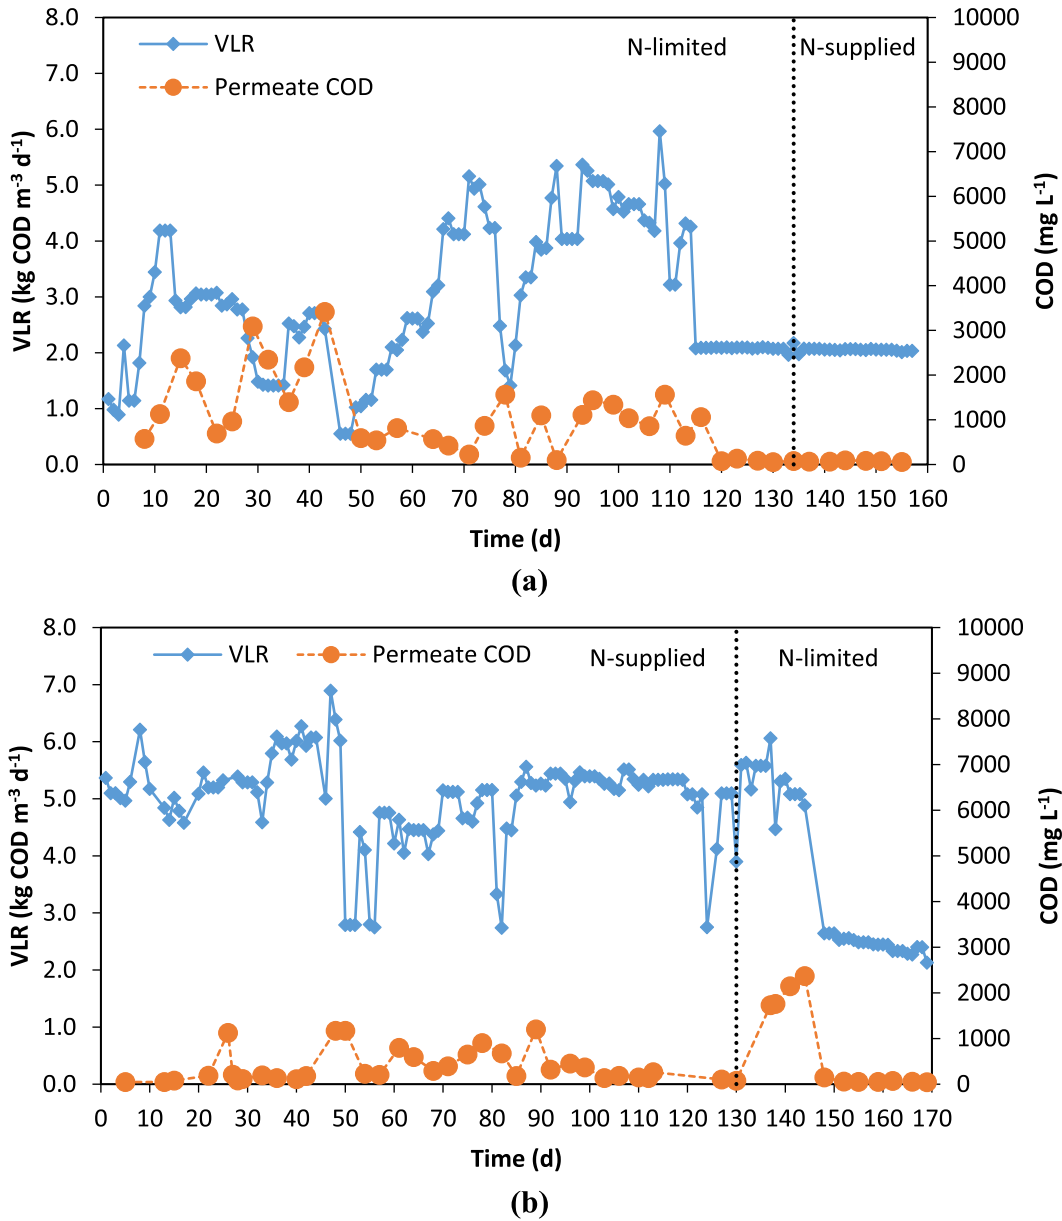 8.0 10000
VLR N-limited N-supplied 9000
7.0
Permeate COD 8000
6.0 7000
5.0 6000
4.0 5000
4000
3.0
3000
2.0
2000
1.0 1000
0.0 0
VLR (kg COD m-3 d-1)
COD (mg L-1)
0 10 20 30 40 50 60 70 80 90 100 110 120 130 140 150 160
Time (d)
(a)
8.0 10000
VLR Permeate COD N-supplied N-limited 9000
7.0
8000
6.0 7000
5.0 6000
4.0 5000
4000
3.0
3000
2.0
2000
1.0 1000
0.0 0
VLR (kg COD m-3 d-1)
COD (mg L-1)
0 10 20 30 40 50 60 70 80 90 100 110 120 130 140 150 160 170
Time (d)
(b)